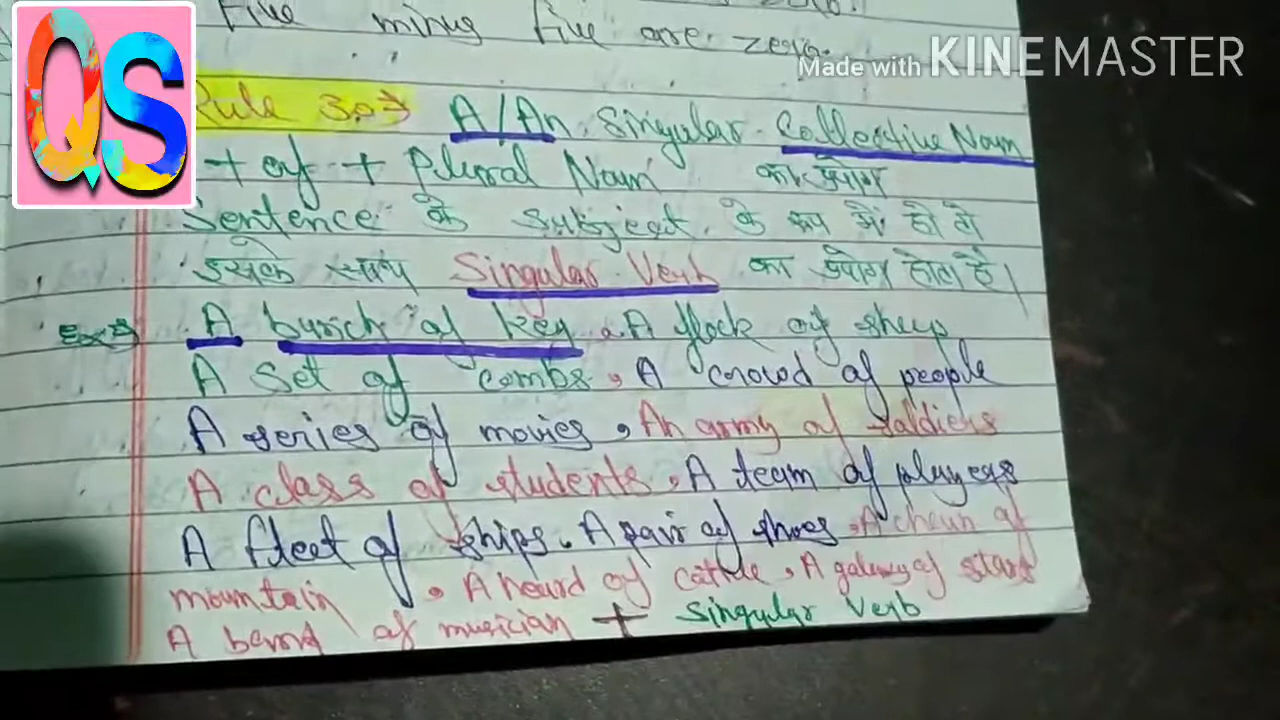 Five minus five are zero.
Made with KINEMASTER
QS
Rule 30 → A/An singular collective Noun
+ of + plural Noun का प्रयोग
Sentence के subject के रूप में हो तो
इसके साथ Singular Verb का प्रयोग होता है।
Ex → A bunch of key, A flock of sheep
A set of combs, A crowd of people
A series of movies, An army of soldiers
A class of students, A team of players
A fleet of ships, A pair of shoes, A chain of
mountain, A heard of cattle, A galaxy of stars
A band of musician + singular verb